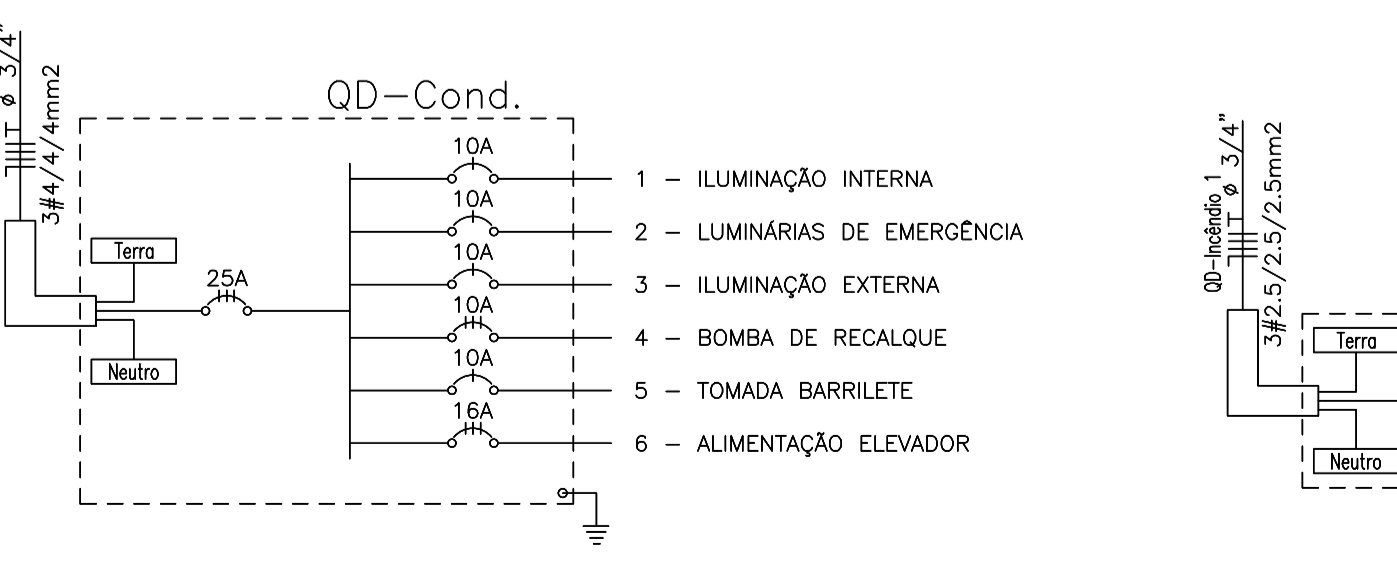 ø 3/4"
3#4/4/4mm2
QD-Cond.
Terra
25A
Neutro
10A
1 - ILUMINAÇÃO INTERNA
10A
2 - LUMINÁRIAS DE EMERGÊNCIA
10A
3 - ILUMINAÇÃO EXTERNA
10A
4 - BOMBA DE RECALQUE
10A
5 - TOMADA BARRILETE
16A
6 - ALIMENTAÇÃO ELEVADOR
QD-Incêndio 1
ø 3/4"
3#2.5/2.5/2.5mm2
Terra
Neutro